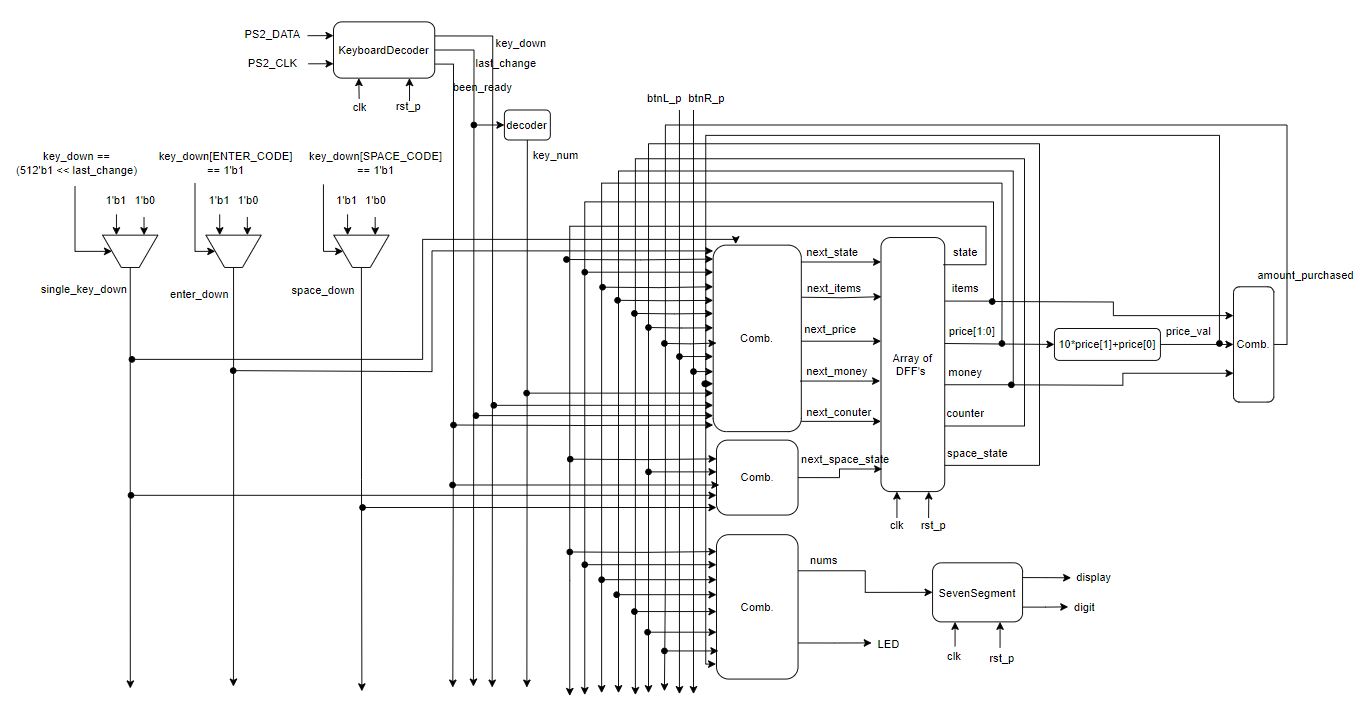 PS2_DATA
PS2_CLK
KeyboardDecoder
clk
rst_p
key_down
last_change
been_ready
decoder
key_num
btnL_p
btnR_p
key_down ==
(512'b1 << last_change)
key_down[ENTER_CODE]
== 1'b1
key_down[SPACE_CODE]
== 1'b1
1'b1
1'b0
1'b1
1'b0
1'b1
1'b0
single_key_down
enter_down
space_down
Comb.
next_state
next_items
next_price
next_money
next_conuter
Array of
DFF's
state
items
price[1:0]
money
counter
space_state
10*price[1]+price[0]
price_val
amount_purchased
Comb.
Comb.
next_space_state
clk
rst_p
Comb.
nums
LED
SevenSegment
clk
rst_p
display
digit